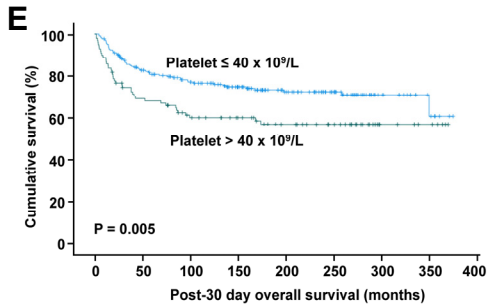 E
Cumulative survival (%)
100
80
60
40
20
0
Platelet ≤ 40 x 10⁹/L
Platelet > 40 x 10⁹/L
P = 0.005
0 50 100 150 200 250 300 350 400
Post-30 day overall survival (months)